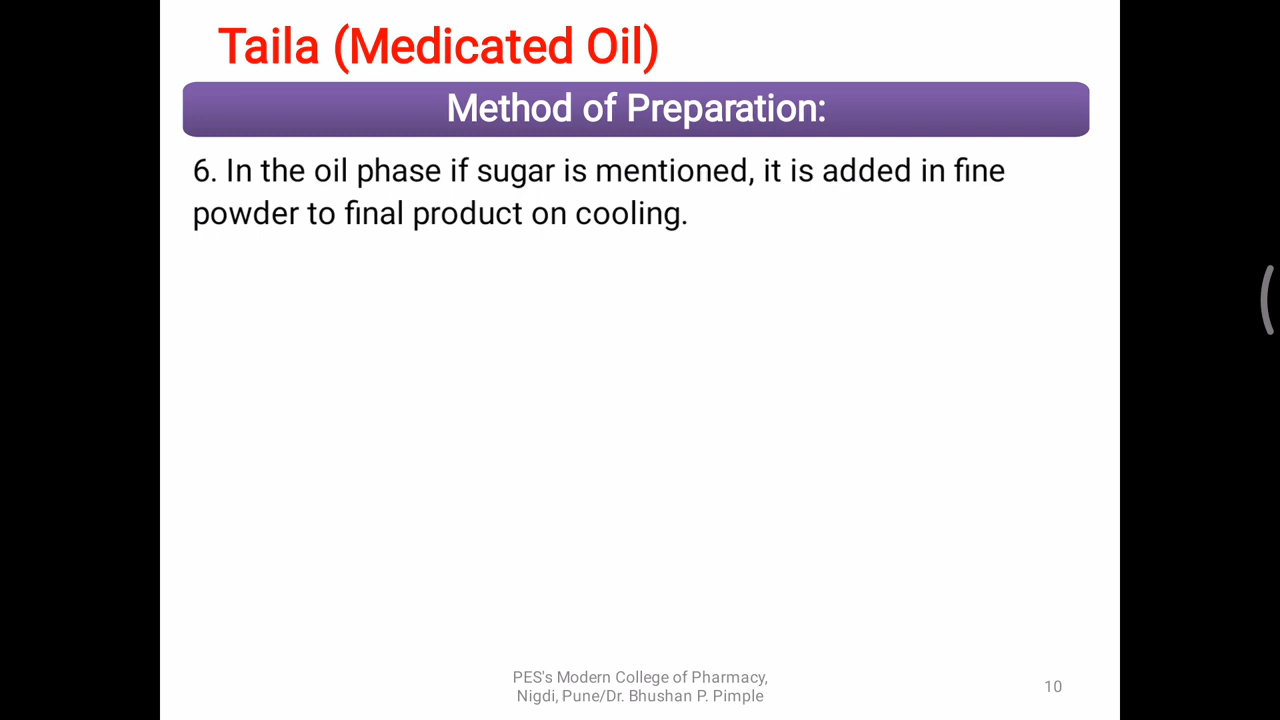 Taila (Medicated Oil)
Method of Preparation:
6. In the oil phase if sugar is mentioned, it is added in fine
powder to final product on cooling.
PES's Modern College of Pharmacy,
Nigdi, Pune/Dr. Bhushan P. Pimple
10